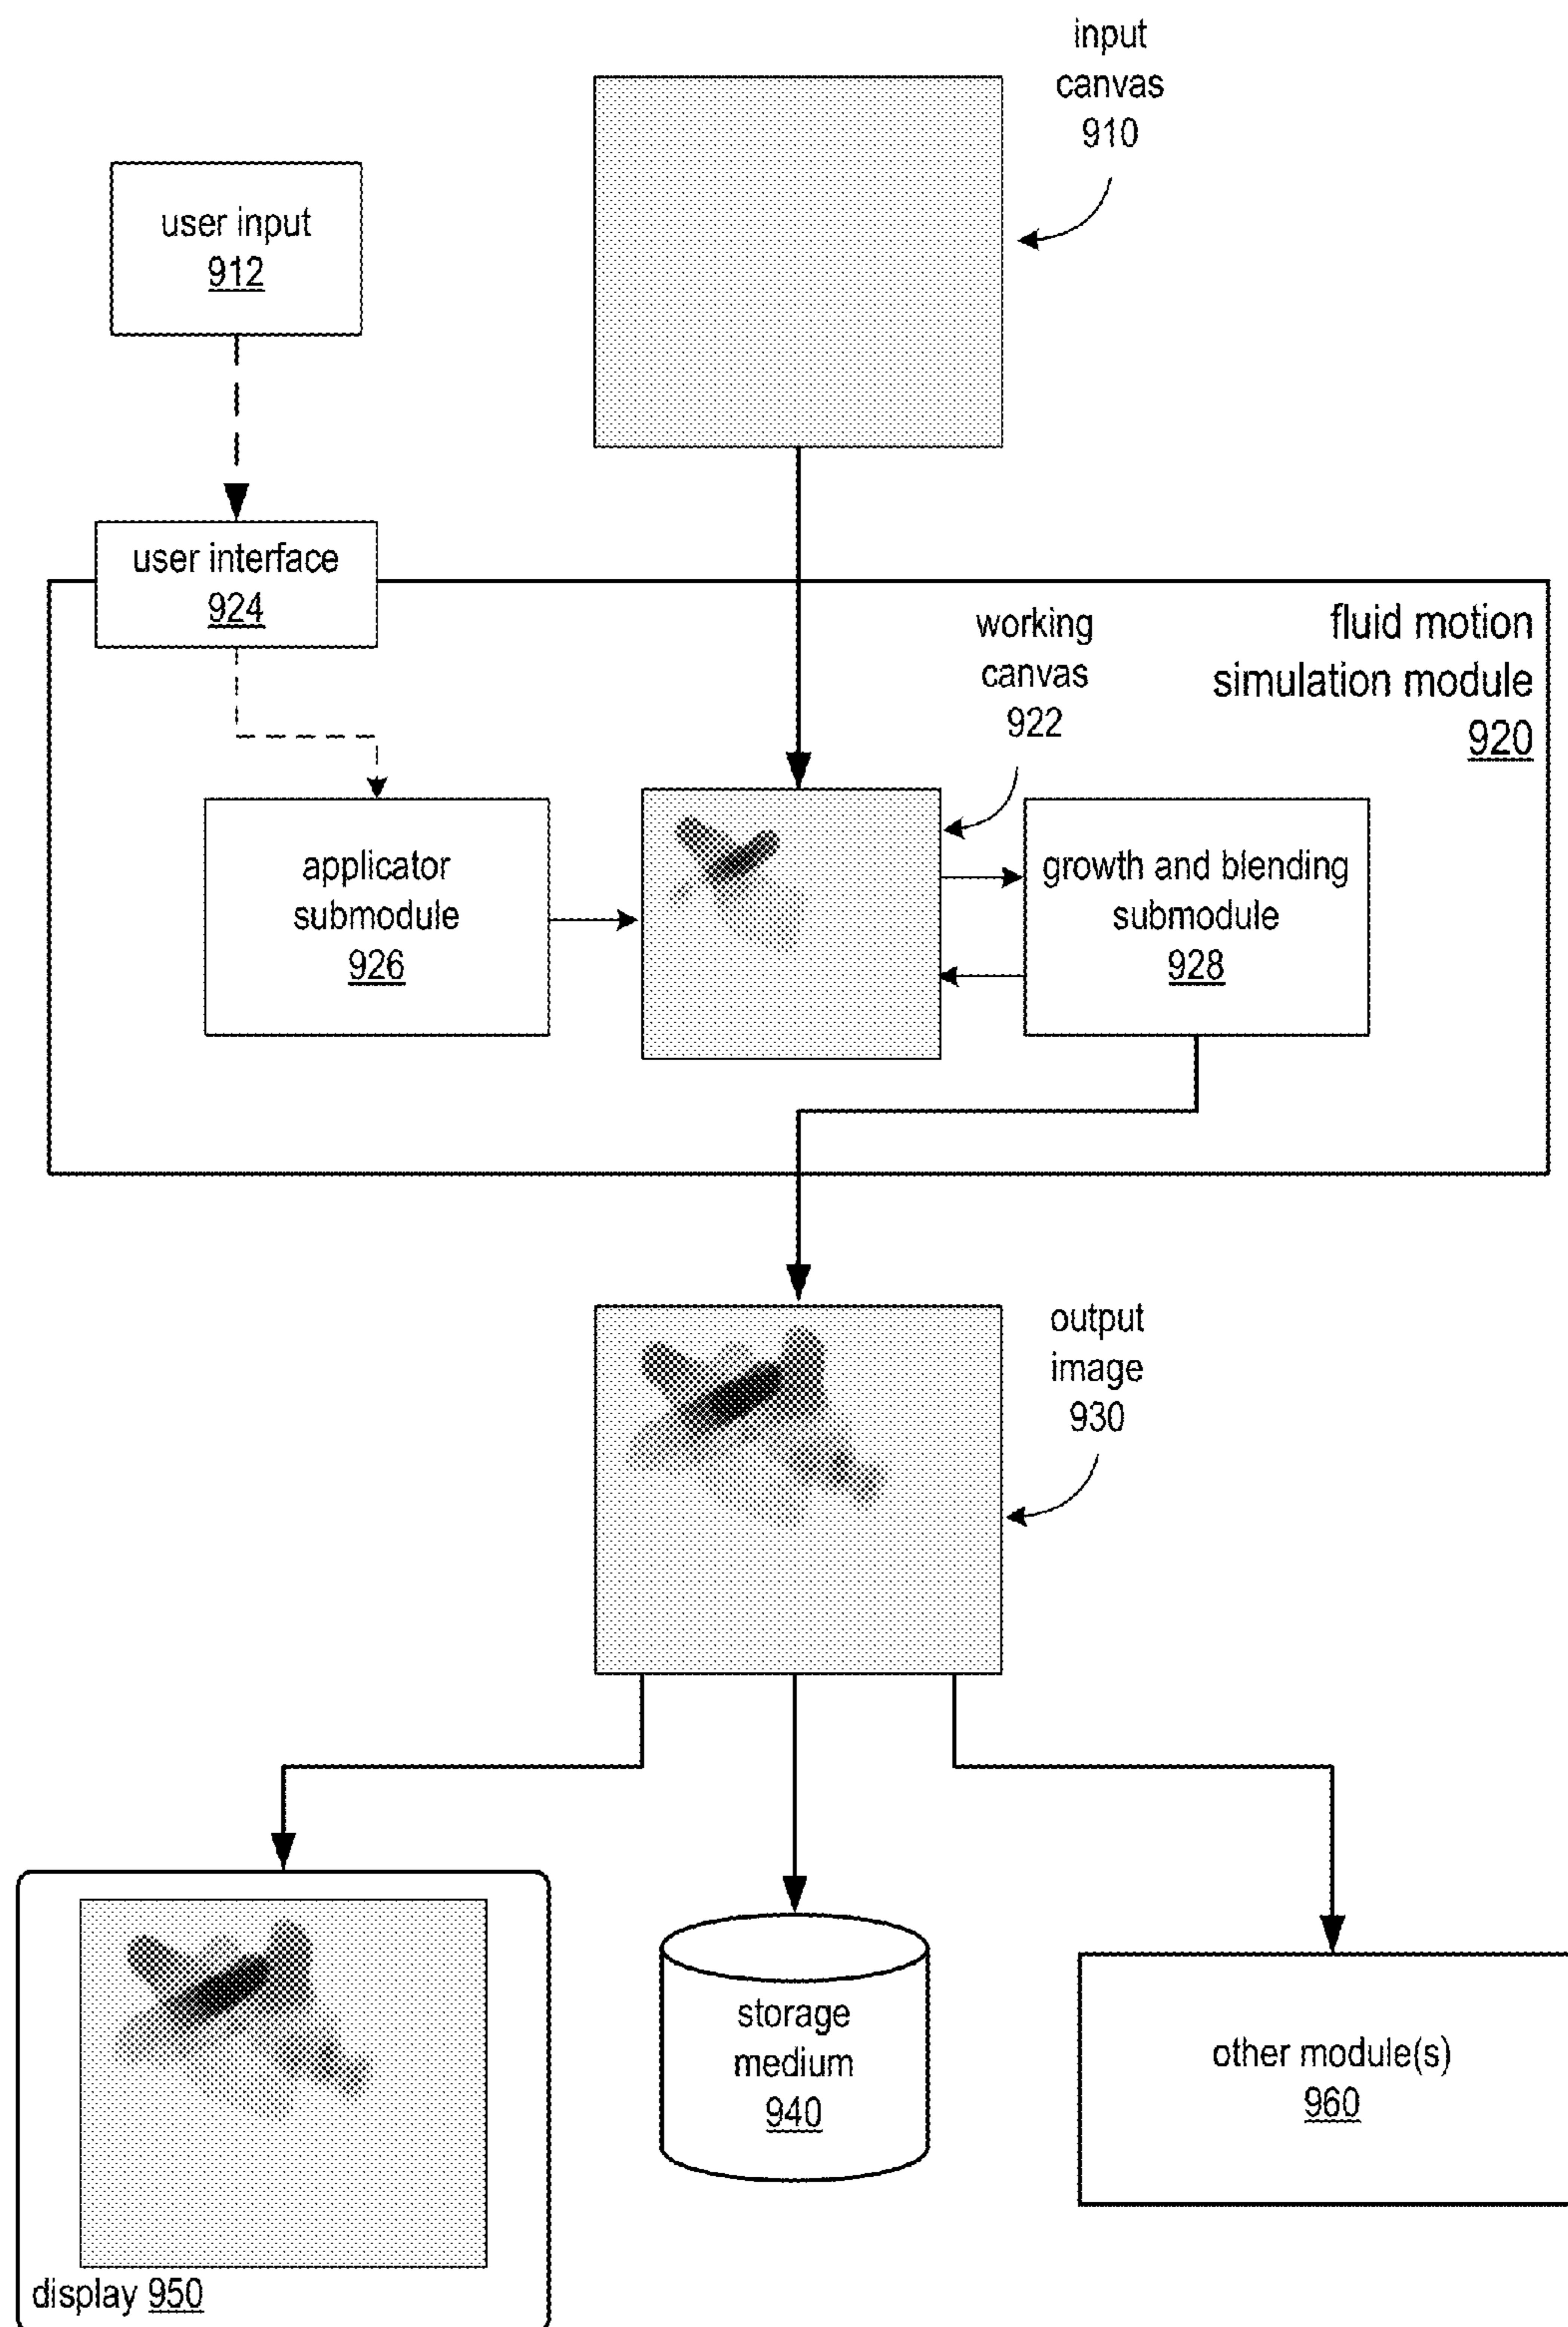 input
canvas
910
user input
912
user interface
924
fluid motion
simulation module
920
working
canvas
922
applicator
submodule
926
growth and blending
submodule
928
output
image
930
display 950
storage
medium
940
other module(s)
960